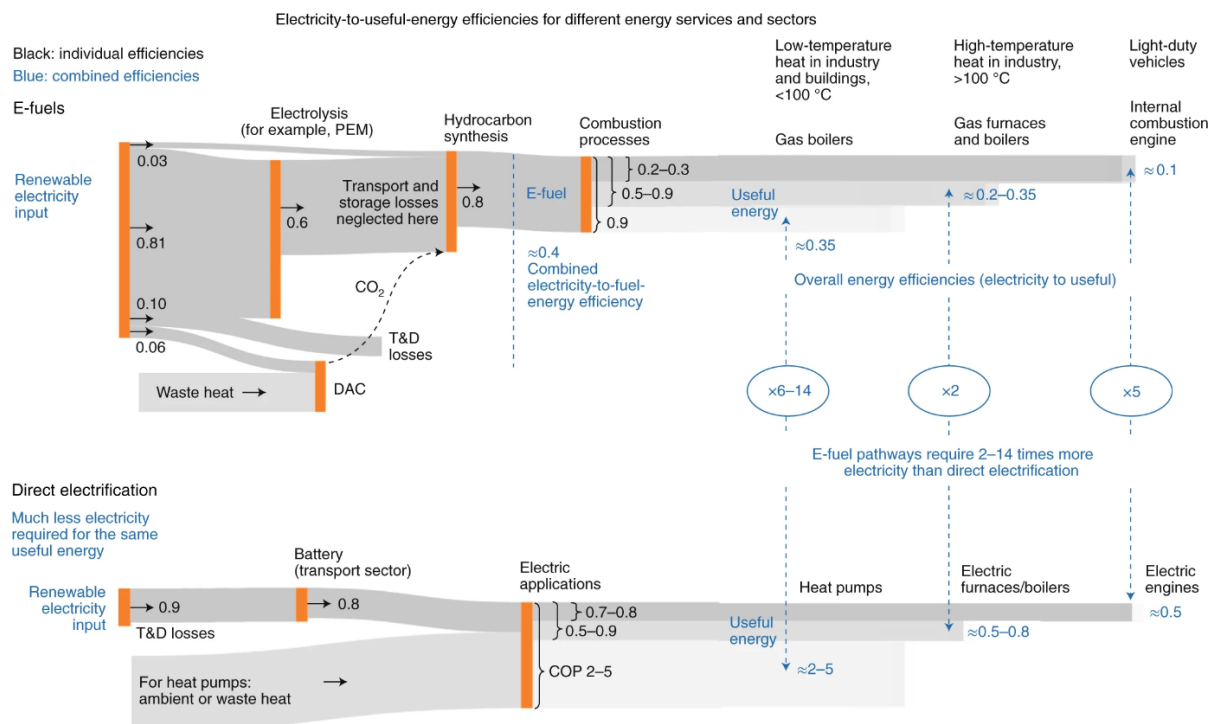 Electricity-to-useful-energy efficiencies for different energy services and sectors
Black: individual efficiencies
Blue: combined efficiencies
Low-temperature
heat in industry
and buildings,
<100 °C
High-temperature
heat in industry,
>100 °C
Light-duty
vehicles
E-fuels
Electrolysis
(for example, PEM)
Hydrocarbon
synthesis
Combustion
processes
Gas boilers
Gas furnaces
and boilers
Internal
combustion
engine
Renewable
electricity
input
0.03
0.81
0.10
0.06
0.6
Transport and
storage losses
neglected here
0.8
E-fuel
0.2–0.3
0.5–0.9
0.9
Useful
energy
≈0.35
≈0.2–0.35
≈0.1
≈0.4
Combined
electricity-to-fuel-
energy efficiency
Overall energy efficiencies (electricity to useful)
CO₂
T&D
losses
Waste heat
DAC
×6–14
×2
×5
E-fuel pathways require 2–14 times more
electricity than direct electrification
Direct electrification
Much less electricity
required for the same
useful energy
Battery
(transport sector)
Electric
applications
Heat pumps
Electric
furnaces/boilers
Electric
engines
Renewable
electricity
input
0.9
T&D losses
0.8
0.7–0.8
0.5–0.9
COP 2–5
Useful
energy
≈2–5
≈0.5–0.8
≈0.5
For heat pumps:
ambient or waste heat